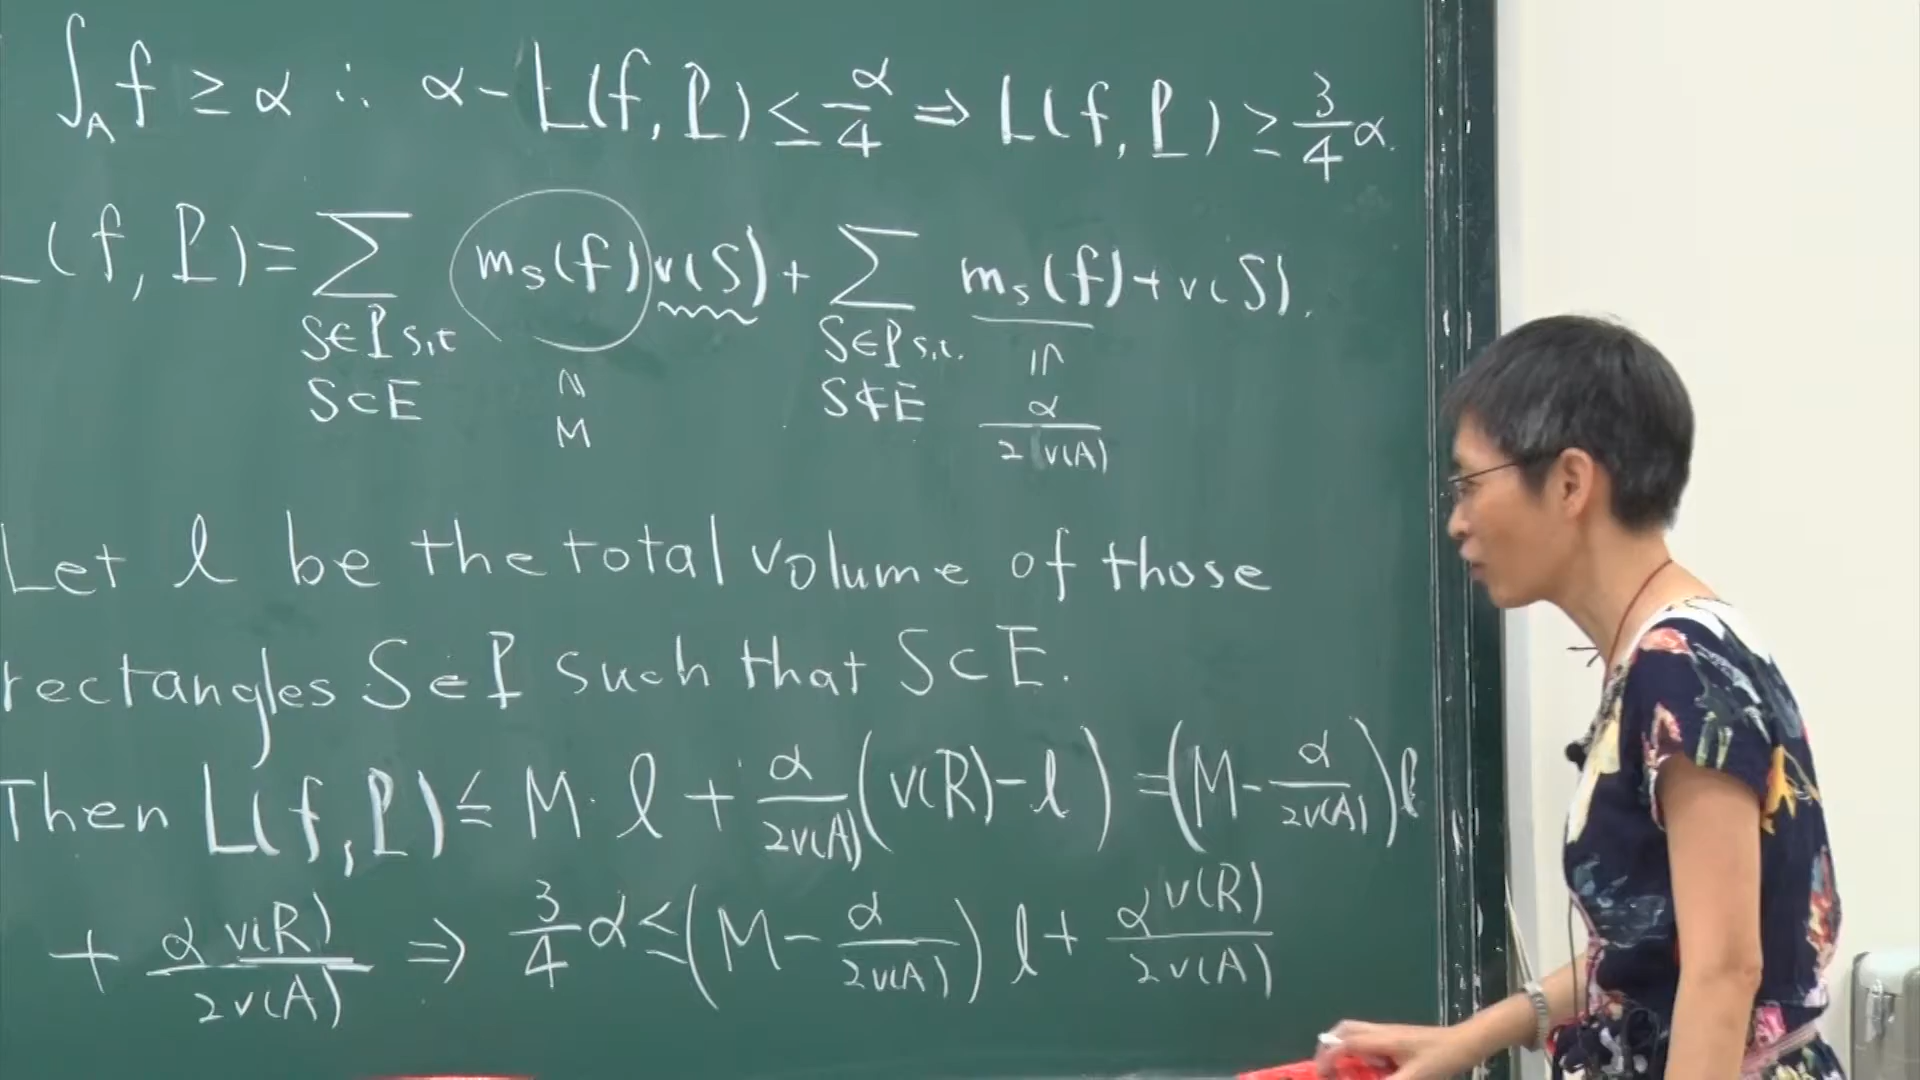 ∫_A f ≥ α ∴ α - L(f, P) ≤ α/4 ⇒ L(f, P) ≥ 3/4 α.
L(f, P) = ∑ m_s(f) v(S) + ∑ m_s(f) + v(S).
S∈P s.t S∈P s.t.
S⊂E S⊄E
≤ M ≤ α/2v(A)
Let l be the total volume of those
rectangles S∈P such that S⊂E.
Then L(f, P) ≤ M · l + α/2v(A) (v(R) - l) = (M - α/2v(A)) l
+ α v(R)/2v(A) ⇒ 3/4 α ≤ (M - α/2v(A)) l + α v(R)/2v(A)